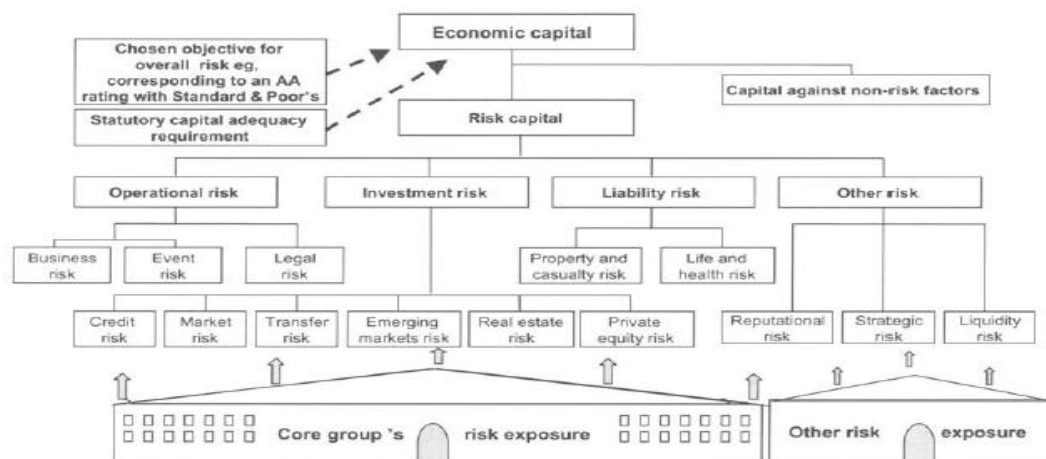 Economic capital
Chosen objective for
overall risk eg,
corresponding to an AA
rating with Standard & Poor's
Capital against non-risk factors
Statutory capital adequacy
requirement
Risk capital
Operational risk
Investment risk
Liability risk
Other risk
Business
risk
Event
risk
Legal
risk
Property and
casualty risk
Life and
health risk
Credit
risk
Market
risk
Transfer
risk
Emerging
markets risk
Real estate
risk
Private
equity risk
Reputational
risk
Strategic
risk
Liquidity
risk
Core group's risk exposure
Other risk exposure